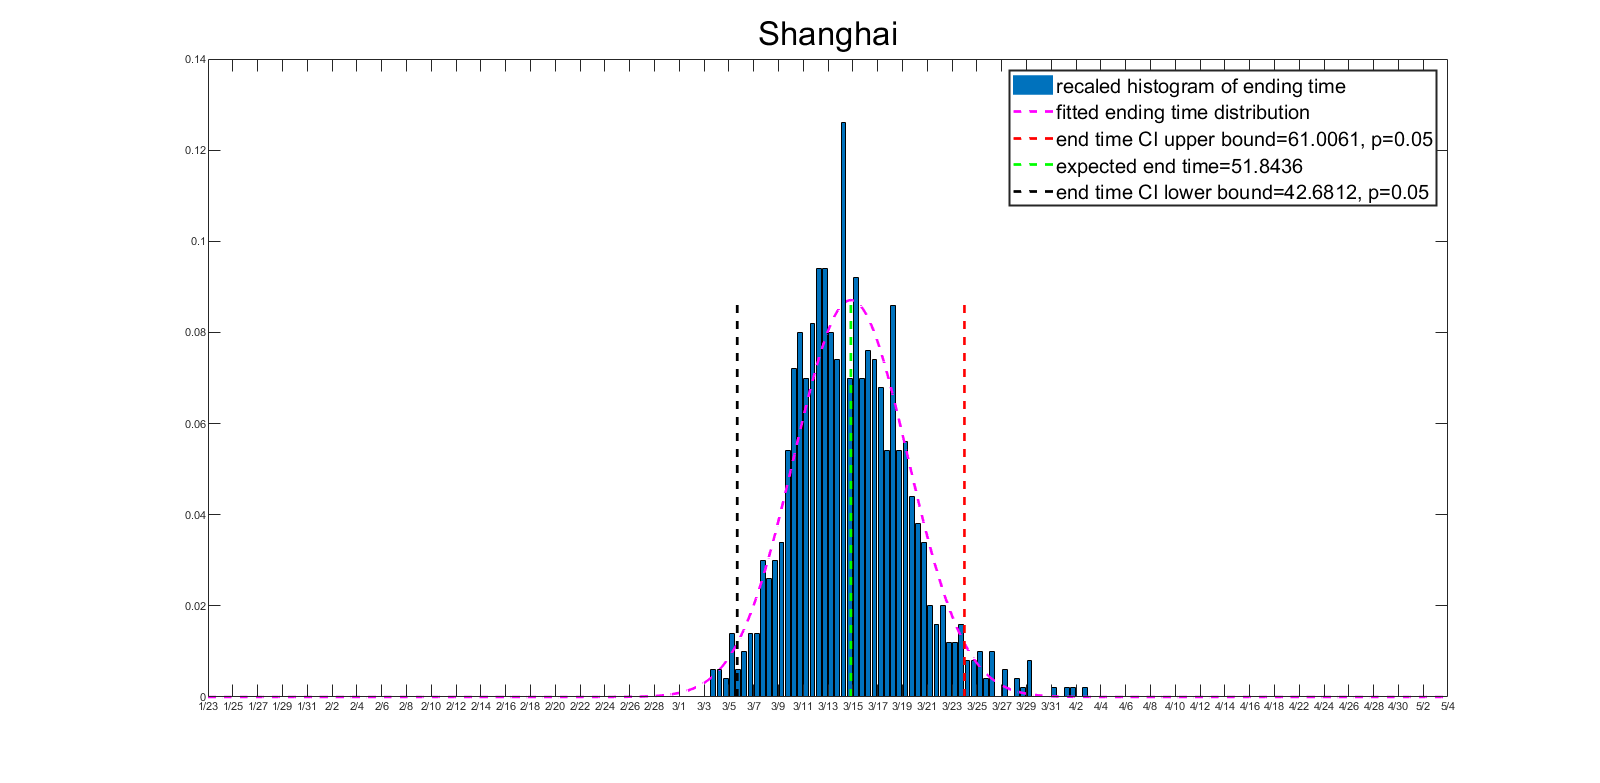 Shanghai
0.14
0.12
0.1
0.08
0.06
0.04
0.02
0
recaled histogram of ending time
fitted ending time distribution
end time CI upper bound=61.0061, p=0.05
expected end time=51.8436
end time CI lower bound=42.6812, p=0.05
1/23 1/25 1/27 1/29 1/31 2/2 2/4 2/6 2/8 2/10 2/12 2/14 2/16 2/18 2/20 2/22 2/24 2/26 2/28 3/1 3/3 3/5 3/7 3/9 3/11 3/13 3/15 3/17 3/19 3/21 3/23 3/25 3/27 3/29 3/31 4/2 4/4 4/6 4/8 4/10 4/12 4/14 4/16 4/18 4/22 4/24 4/26 4/28 4/30 5/2 5/4